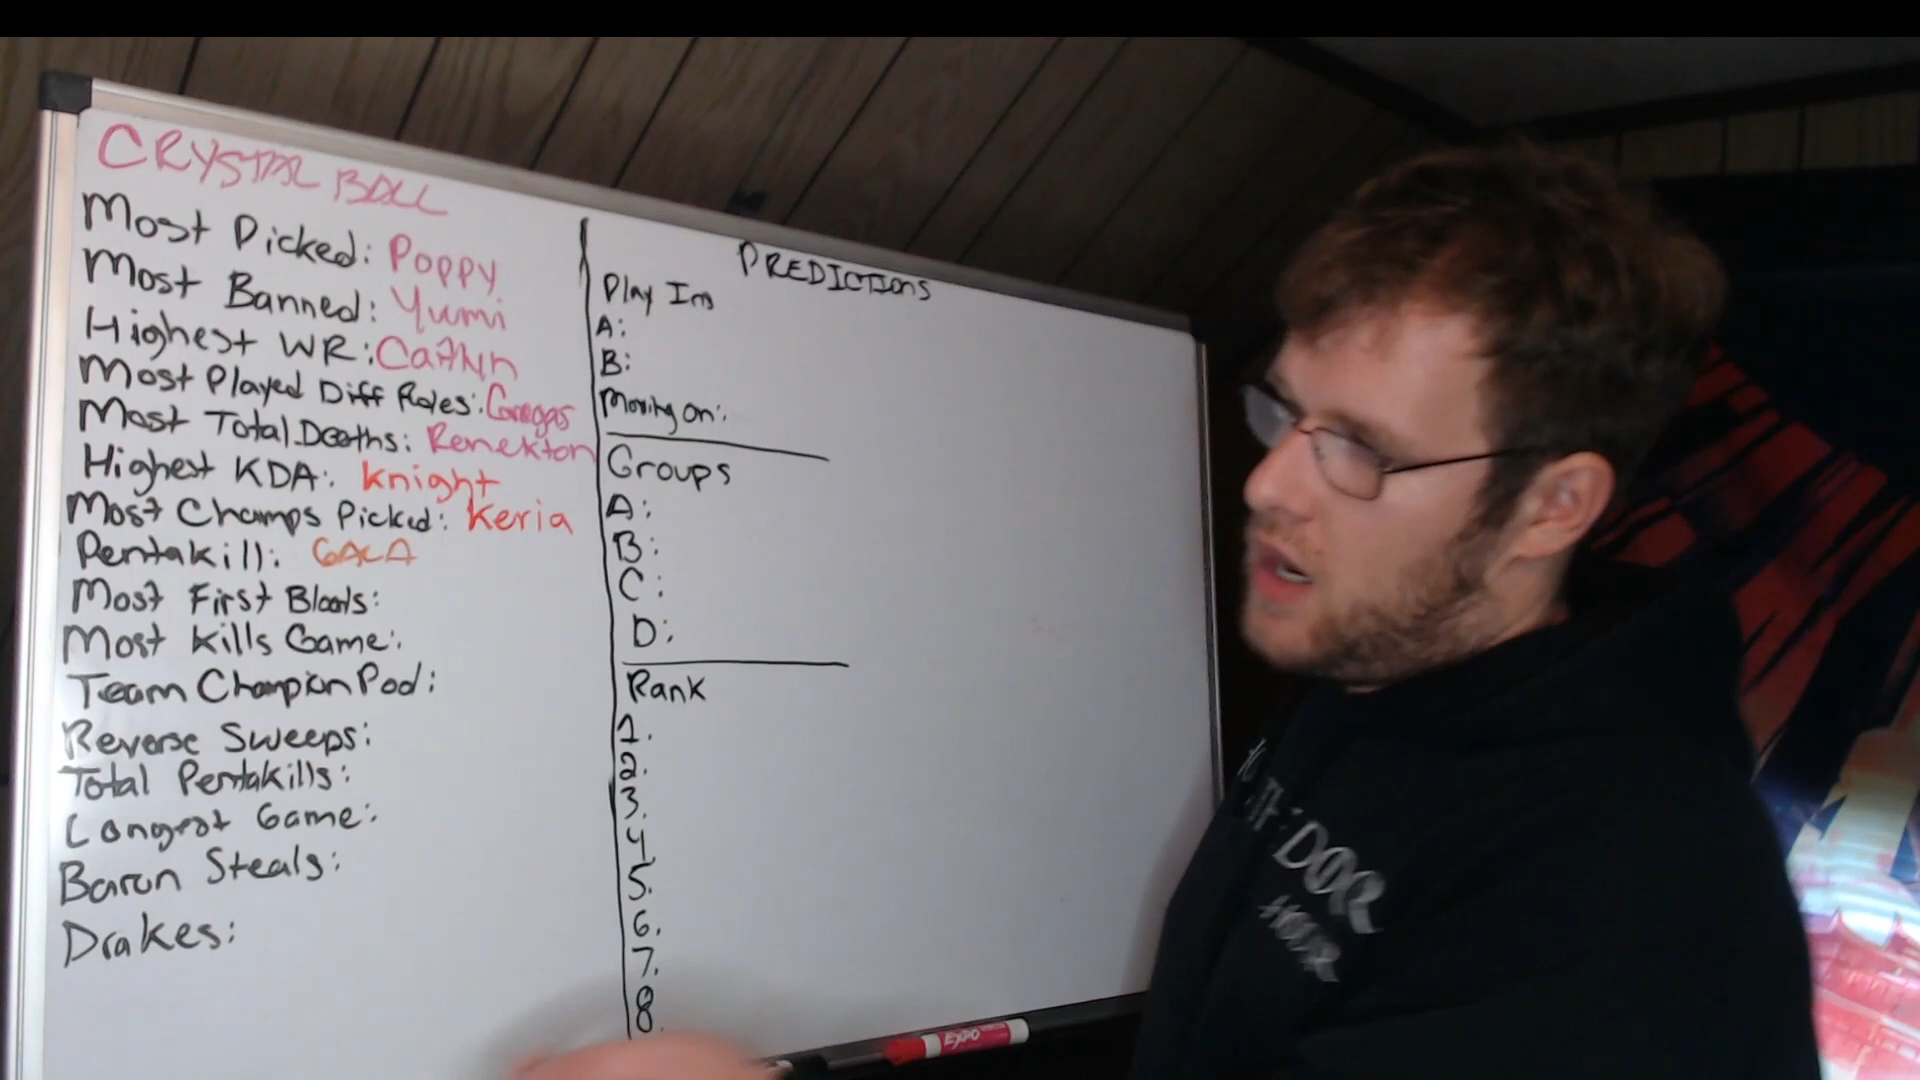 CRYSTAL BALL
Most Picked: Poppy
Most Banned: Yumi
Highest WR: Caitlyn
Most Played Diff Roles: Gragas
Most Total Deaths: Renekton
Highest KDA: Knight
Most Champs Picked: Keria
Pentakill: GALA
Most First Bloods:
Most Kills Game:
Team Champion Pod:
Reverse Sweeps:
Total Pentakills:
Longest Game:
Baron Steals:
Drakes:
PREDICTIONS
Play Ins
A:
B:
Moving on:
Groups
A:
B:
C:
D:
Rank
1.
2.
3.
4.
5.
6.
7.
8.
EXPO